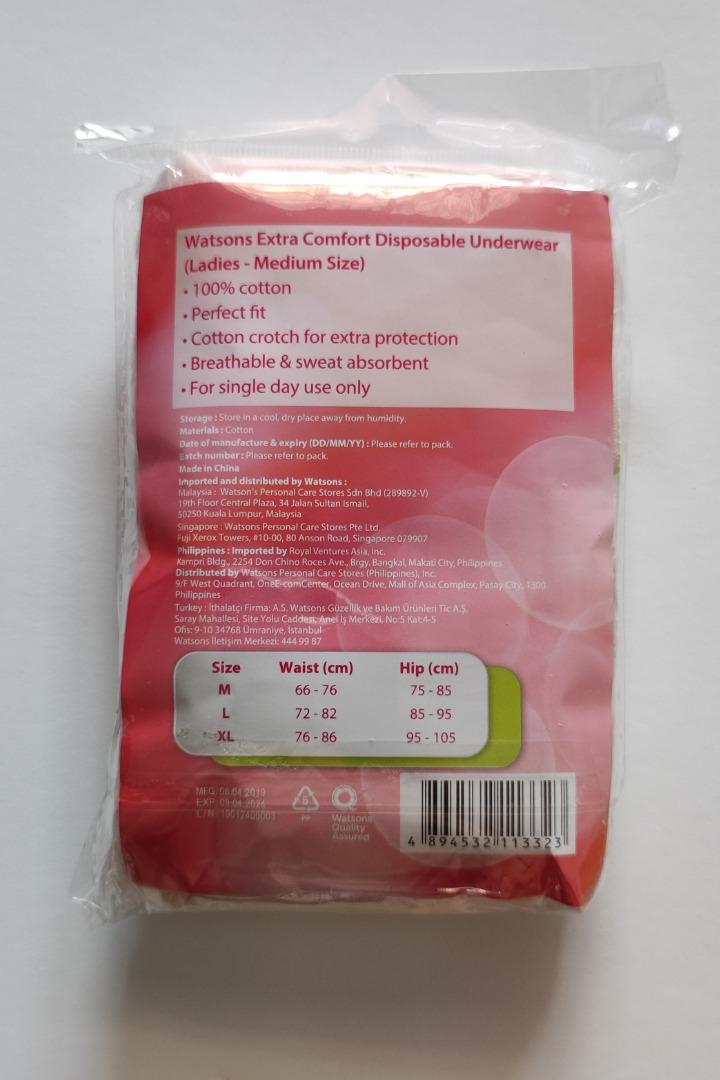 Watsons Extra Comfort Disposable Underwear
(Ladies - Medium Size)
• 100% cotton
• Perfect fit
• Cotton crotch for extra protection
• Breathable & sweat absorbent
• For single day use only
Storage : Store in a cool, dry place away from humidity.
Materials : Cotton
Date of manufacture & expiry (DD/MM/YY) : Please refer to pack.
Batch number : Please refer to pack.
Made in China
Imported and distributed by Watsons :
Malaysia : Watson's Personal Care Stores Sdn Bhd (289892-V)
19th Floor Central Plaza, 34 Jalan Sultan Ismail,
50250 Kuala Lumpur, Malaysia
Singapore : Watsons Personal Care Stores Pte Ltd.
Fuji Xerox Towers, #10-00, 80 Anson Road, Singapore 079907
Philippines : Imported by Royal Ventures Asia, Inc.
Kampri Bldg., 2254 Don Chino Roces Ave., Brgy. Bangkal, Makati City, Philippines
Distributed by Watsons Personal Care Stores (Philippines), Inc.
9/F West Quadrant, OneE-comCenter, Ocean Drive, Mall of Asia Complex, Pasay City, 1300
Philippines
Turkey : İthalatçı Firma: A.S. Watsons Güzellik ve Bakım Ürünleri Tic A.Ş.
Saray Mahallesi, Site Yolu Caddesi, Anel İş Merkezi, No:5 Kat:4-5
Ofis: 9-10 34768 Ümraniye, İstanbul
Watsons İletişim Merkezi: 444 99 87
Size Waist (cm) Hip (cm)
M 66 - 76 75 - 85
L 72 - 82 85 - 95
XL 76 - 86 95 - 105
MFG 08 04 2019
EXP 08 04 2024
L/N
5
PP
Watsons
Quality
Assured
4 894532 113323